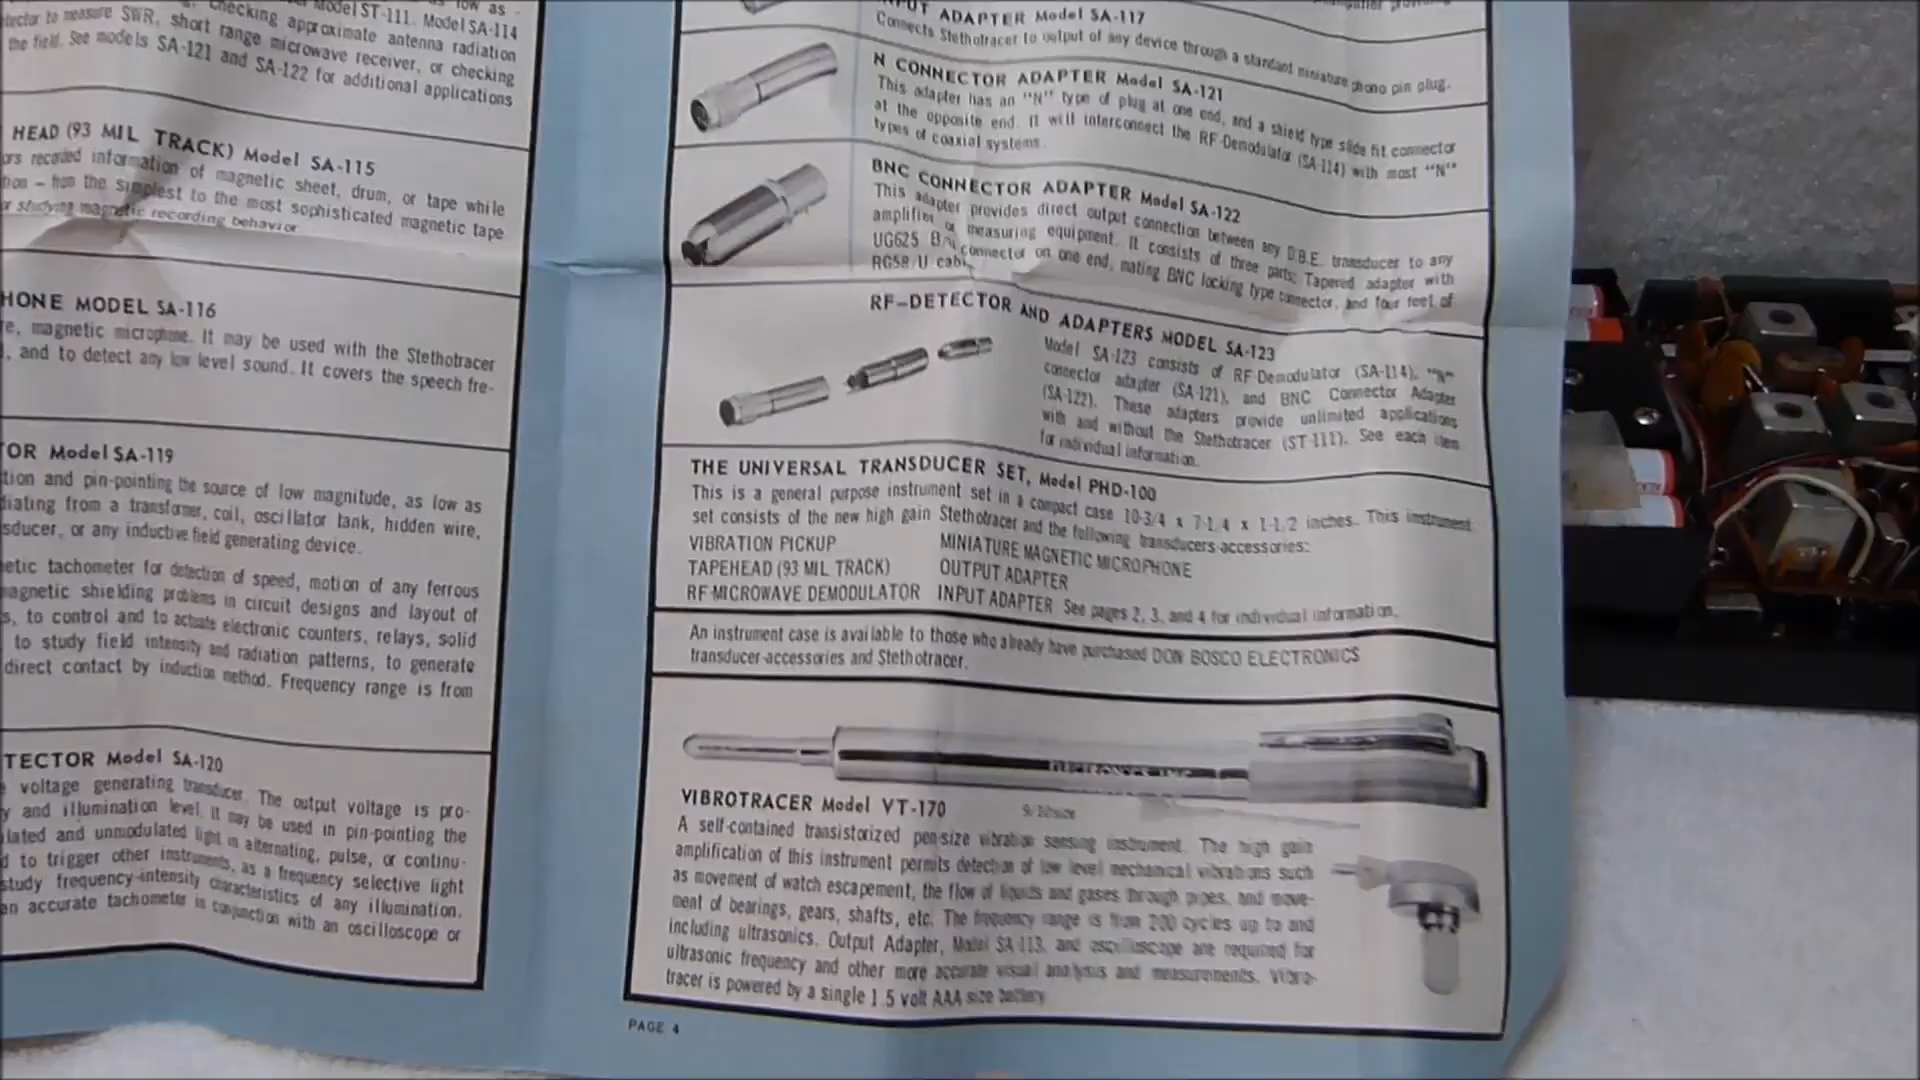 low as
Model ST-111. Model SA-114
checking approximate antenna radiation
to measure SWR, short range microwave receiver, or checking
the field. See models SA-121 and SA-122 for additional applications
HEAD (93 MIL TRACK) Model SA-115
recorded information of magnetic sheet, drum, or tape while
from the simplest to the most sophisticated magnetic tape
studying magnetic recording behavior
HONE MODEL SA-116
magnetic microphone. It may be used with the Stethotracer
, and to detect any low level sound. It covers the speech fre-
TOR Model SA-119
tion and pin-pointing the source of low magnitude, as low as
diating from a transformer, coil, oscillator tank, hidden wire,
sducer, or any inductive field generating device.
etic tachometer for detection of speed, motion of any ferrous
magnetic shielding problems in circuit designs and layout of
s, to control and to actuate electronic counters, relays, solid
to study field intensity and radiation patterns, to generate
direct contact by induction method. Frequency range is from
TECTOR Model SA-120
voltage generating transducer. The output voltage is pro-
y and illumination level. It may be used in pin-pointing the
lated and unmodulated light in alternating, pulse, or continu-
d to trigger other instruments, as a frequency selective light
study frequency-intensity characteristics of any illumination.
an accurate tachometer in conjunction with an oscilloscope or
PUT ADAPTER Model SA-117
Connects Stethotracer to output of any device through a standard miniature phono pin plug.
N CONNECTOR ADAPTER Model SA-121
This adapter has an "N" type of plug at one end, and a shield type slide fit connector
at the opposite end. It will interconnect the RF-Demodulator (SA-114) with most "N"
types of coaxial systems.
BNC CONNECTOR ADAPTER Model SA-122
This adapter provides direct output connection between any D.B.E. transducer to any
amplifier or measuring equipment. It consists of three parts: Tapered adapter with
UG625 connector on one end, mating BNC locking type connector, and four feet of
RG58/U
RF-DETECTOR AND ADAPTERS MODEL SA-123
Model SA-123 consists of RF-Demodulator (SA-114), "N"
connector adapter (SA-121), and BNC Connector Adapter
(SA-122). These adapters provide unlimited applications
with and without the Stethotracer (ST-111). See each item
for individual information.
THE UNIVERSAL TRANSDUCER SET, Model PHD-100
This is a general purpose instrument set in a compact case 10-3/4 x 7-1/4 x 1-1/2 inches. This instrument
set consists of the new high gain Stethotracer and the following transducers-accessories:
VIBRATION PICKUP MINIATURE MAGNETIC MICROPHONE
TAPEHEAD (93 MIL TRACK) OUTPUT ADAPTER
RF-MICROWAVE DEMODULATOR INPUT ADAPTER See pages 2, 3, and 4 for individual information.
An instrument case is available to those who already have purchased DON BOSCO ELECTRONICS
transducer-accessories and Stethotracer.
VIBROTRACER Model VT-170
A self-contained transistorized pen-size vibration sensing instrument. The high gain
amplification of this instrument permits detection of low level mechanical vibrations such
as movement of watch escapement, the flow of liquids and gases through pipes, and move-
ment of bearings, gears, shafts, etc. The frequency range is from 200 cycles up to and
including ultrasonics. Output Adapter, Model SA-113, and oscilloscope are required for
ultrasonic frequency and other more accurate visual analysis and measurements. Vibro-
tracer is powered by a single 1.5 volt AAA size battery.
PAGE 4